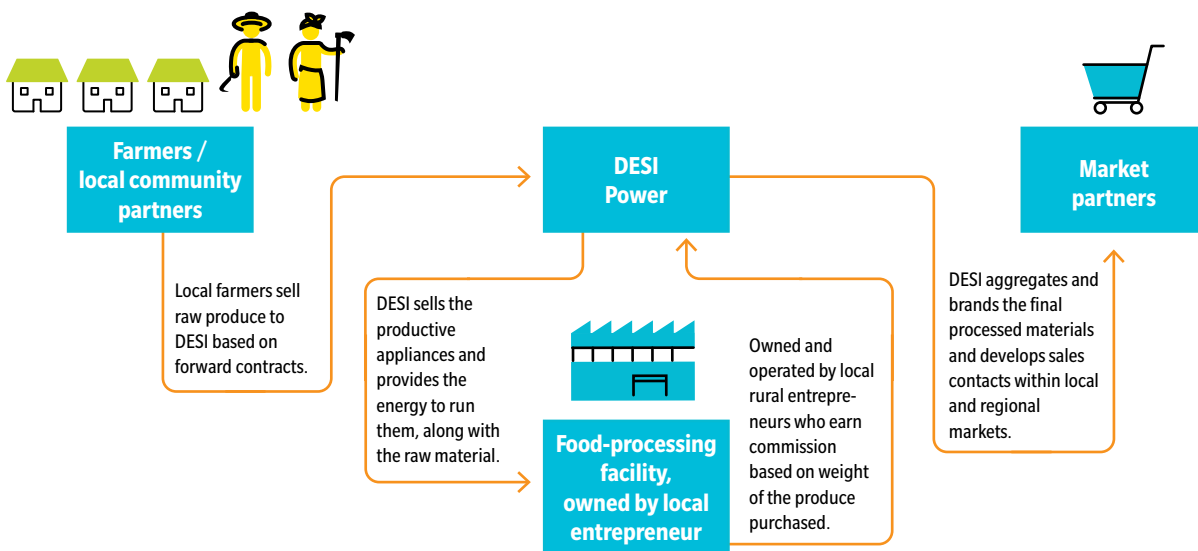 Farmers /
local community
partners
DESI
Power
Market
partners
Local farmers sell
raw produce to
DESI based on
forward contracts.
DESI sells the
productive
appliances and
provides the
energy to run
them, along with
the raw material.
Food-processing
facility,
owned by local
entrepreneur
Owned and
operated by local
rural entrepre-
neurs who earn
commission
based on weight
of the produce
purchased.
DESI aggregates and
brands the final
processed materials
and develops sales
contacts within local
and regional
markets.